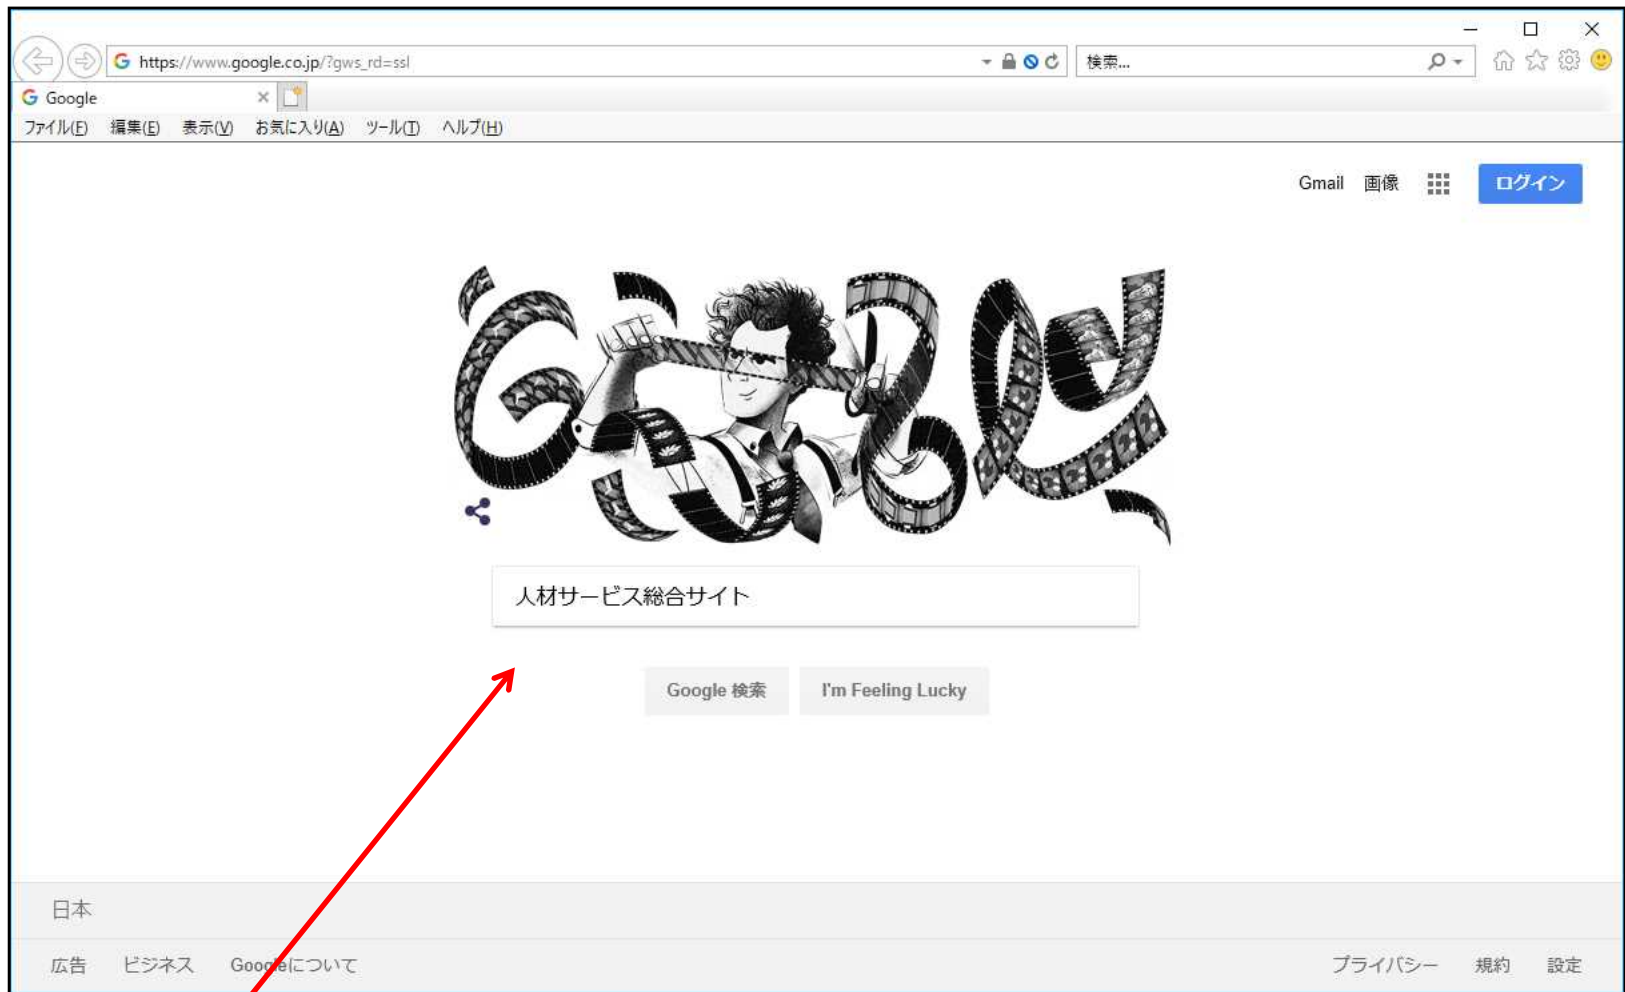 https://www.google.co.jp/?gws_rd=ssl
検索...
Google
ファイル(F) 編集(E) 表示(V) お気に入り(A) ツール(T) ヘルプ(H)
Gmail 画像 ログイン
人材サービス総合サイト
Google 検索 I'm Feeling Lucky
日本
広告 ビジネス Googleについて プライバシー 規約 設定